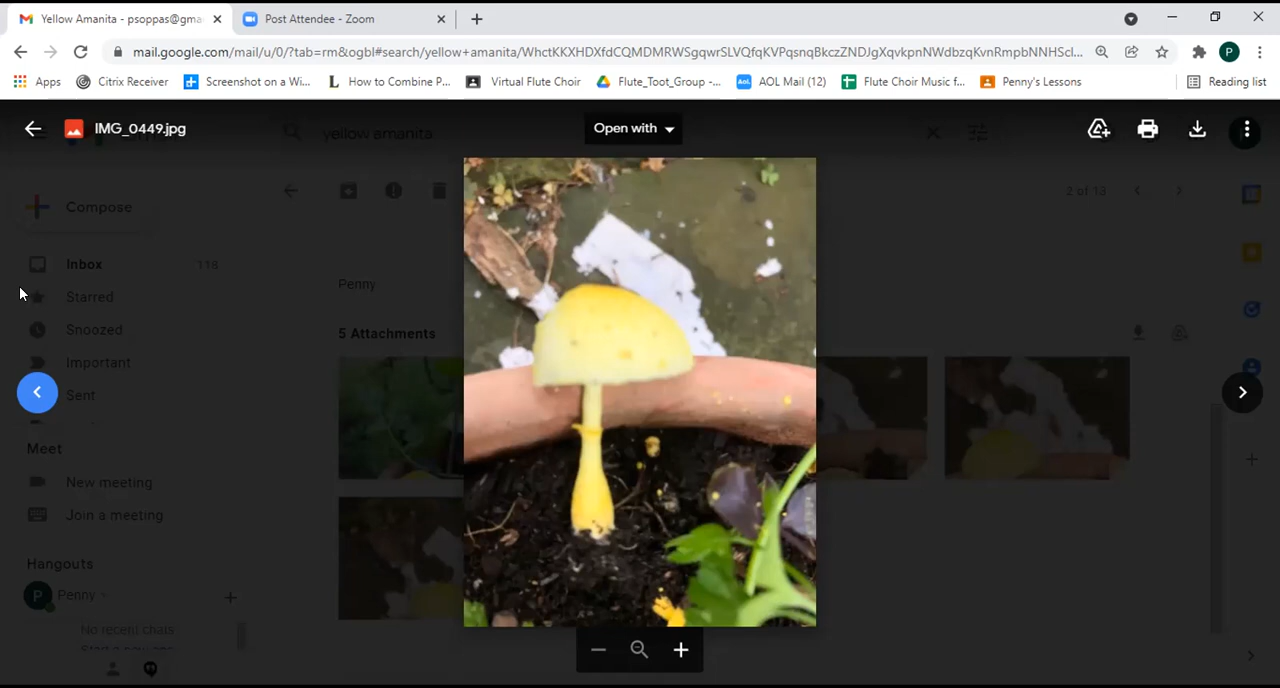 Yellow Amanita - psoppas@gma
Post Attendee - Zoom
mail.google.com/mail/u/0/?tab=rm&ogbl#search/yellow+amanita/
Apps
Citrix Receiver
Screenshot on a Wi...
How to Combine P...
Virtual Flute Choir
Flute_Toot_Group -...
AOL Mail (12)
Flute Choir Music f...
Penny's Lessons
Reading list
IMG_0449.jpg
yellow amanita
Open with
Compose
2 of 13
Inbox 118
Penny
Starred
Snoozed
5 Attachments
Important
Sent
Meet
New meeting
Join a meeting
Hangouts
P Penny
No recent chats